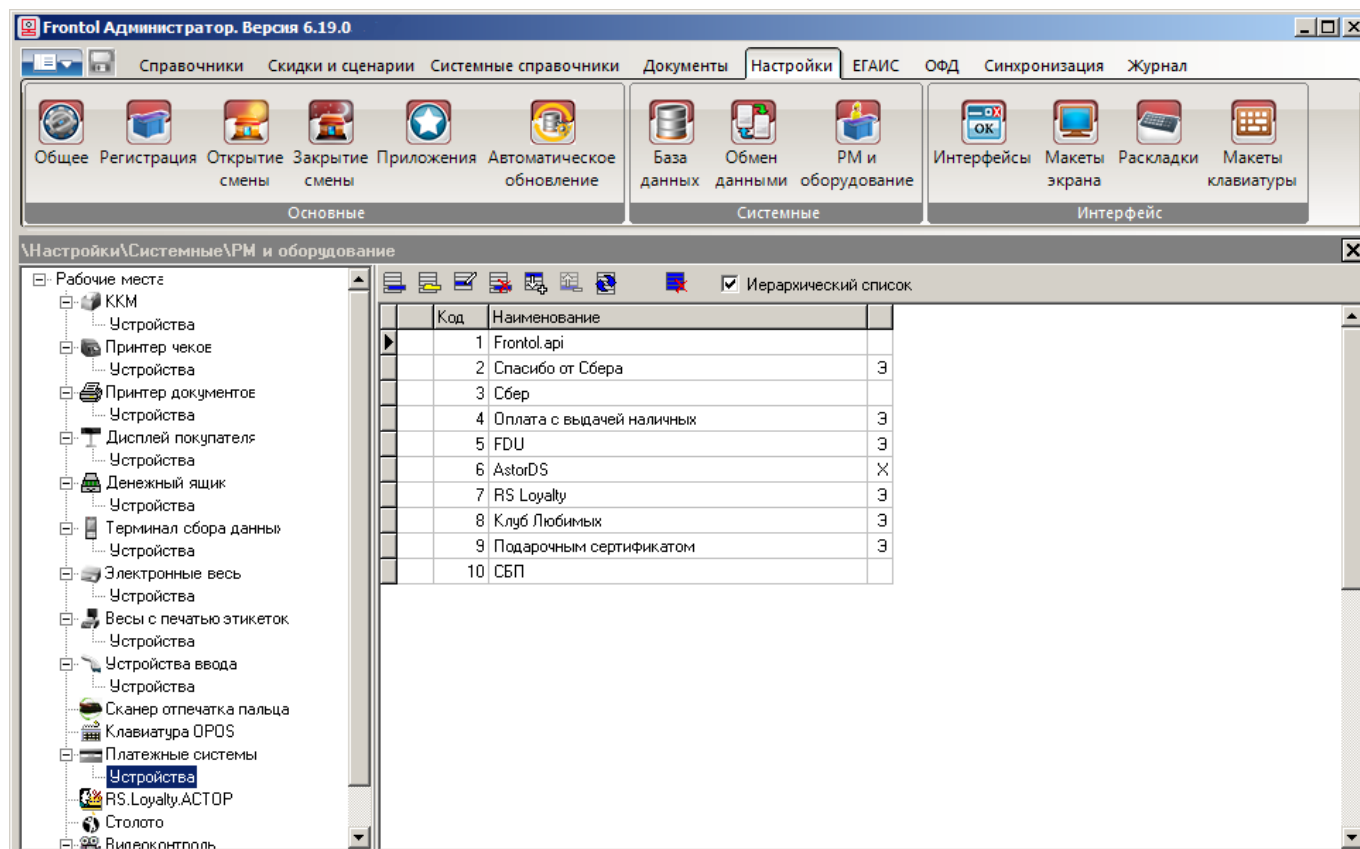 Frontol Администратор. Версия 6.19.0
Справочники Скидки и сценарии Системные справочники Документы Настройки ЕГАИС ОФД Синхронизация Журнал
Общее Регистрация Открытие смены Закрытие смены Приложения Автоматическое обновление База данных Обмен данными РМ и оборудование Интерфейсы Макеты экрана Раскладки Макеты клавиатуры
Основные Системные Интерфейс
\Настройки\Системные\РМ и оборудование
Рабочие места
ККМ
Устройства
Принтер чеков
Устройства
Принтер документов
Устройства
Дисплей покупателя
Устройства
Денежный ящик
Устройства
Терминал сбора данных
Устройства
Электронные весы
Устройства
Весы с печатью этикеток
Устройства
Устройства ввода
Устройства
Сканер отпечатка пальца
Клавиатура OPOS
Платежные системы
Устройства
RS.Loyalty.АСТОР
Столото
Видеоконтроль
Иерархический список
Код Наименование
1 Frontol.api
2 Спасибо от Сбера Э
3 Сбер
4 Оплата с выдачей наличных Э
5 FDU Э
6 AstorDS X
7 RS Loyalty Э
8 Клуб Любимых Э
9 Подарочным сертификатом Э
10 СБП